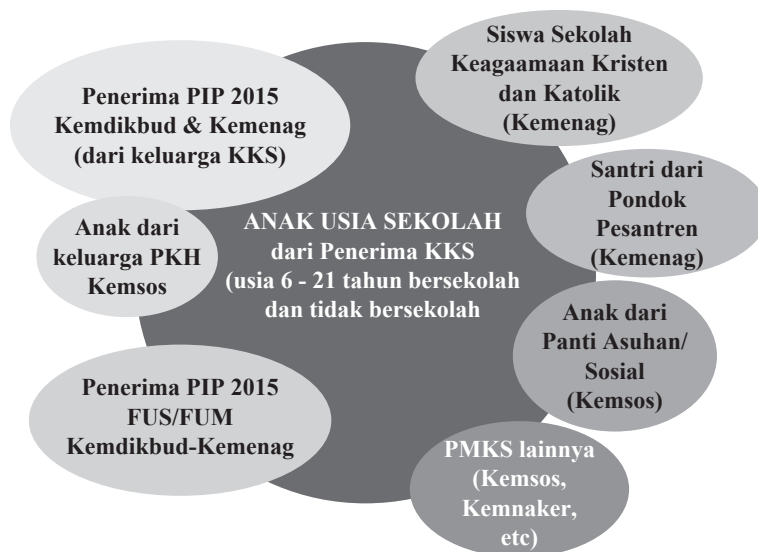 Penerima PIP 2015
Kemdikbud & Kemenag
(dari keluarga KKS)
Anak dari
keluarga PKH
Kemsos
Penerima PIP 2015
FUS/FUM
Kemdikbud-Kemenag
ANAK USIA SEKOLAH
dari Penerima KKS
(usia 6 - 21 tahun bersekolah
dan tidak bersekolah
Siswa Sekolah
Keagaamaan Kristen
dan Katolik
(Kemenag)
Santri dari
Pondok
Pesantren
(Kemenag)
Anak dari
Panti Asuhan/
Sosial
(Kemsos)
PMKS lainnya
(Kemsos,
Kemnaker,
etc)